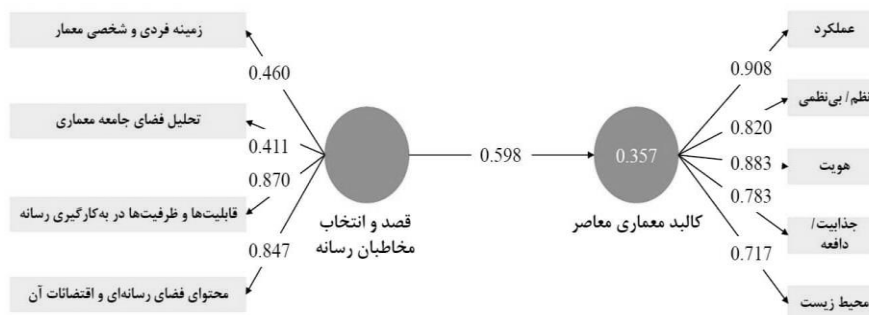 زمینه فردی و شخصی معمار
0.460
تحلیل فضای جامعه معماری
0.411
0.870
قابلیت‌ها و ظرفیت‌ها در به‌کارگیری رسانه
0.847
محتوای فضای رسانه‌ای و اقتضائات آن
قصد و انتخاب
مخاطبان رسانه
0.598
0.357
کالبد معماری معاصر
عملکرد
0.908
نظم/ بی‌نظمی
0.820
0.883
هویت
0.783
جذابیت/
دافعه
0.717
محیط زیست